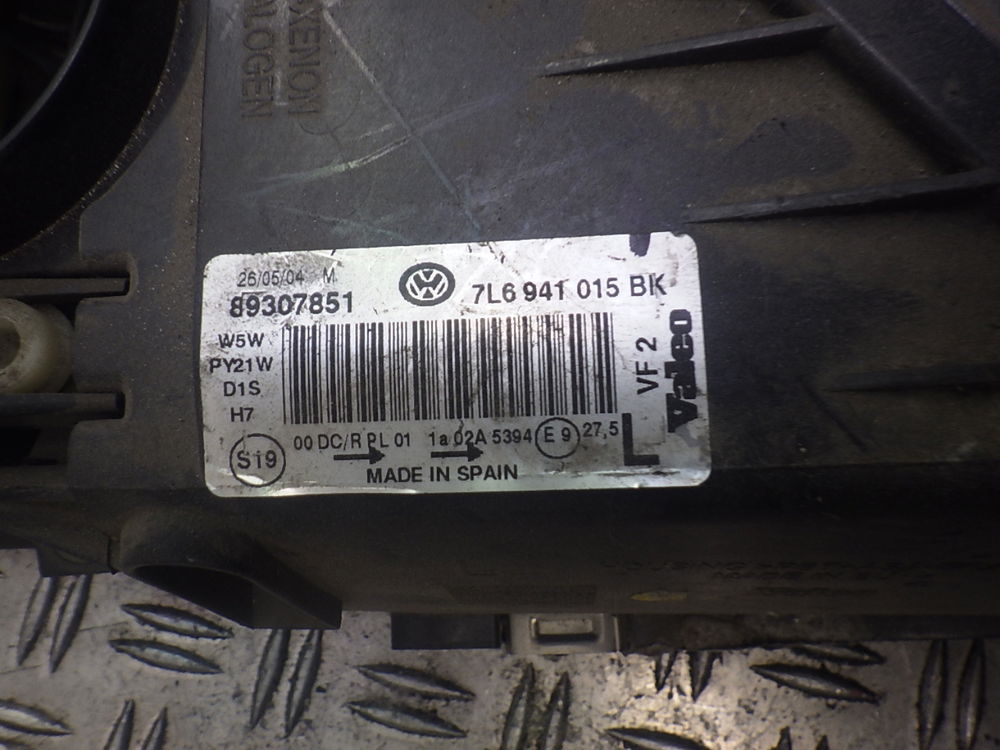 XENON
26/05/04 M
89307851
7L6 941 015 BK
W5W
PY21W
D1S
H7
VF 2
Valeo
00 DC/R PL 01 1a 02A 5394 E 9 27,5
L
S19
MADE IN SPAIN